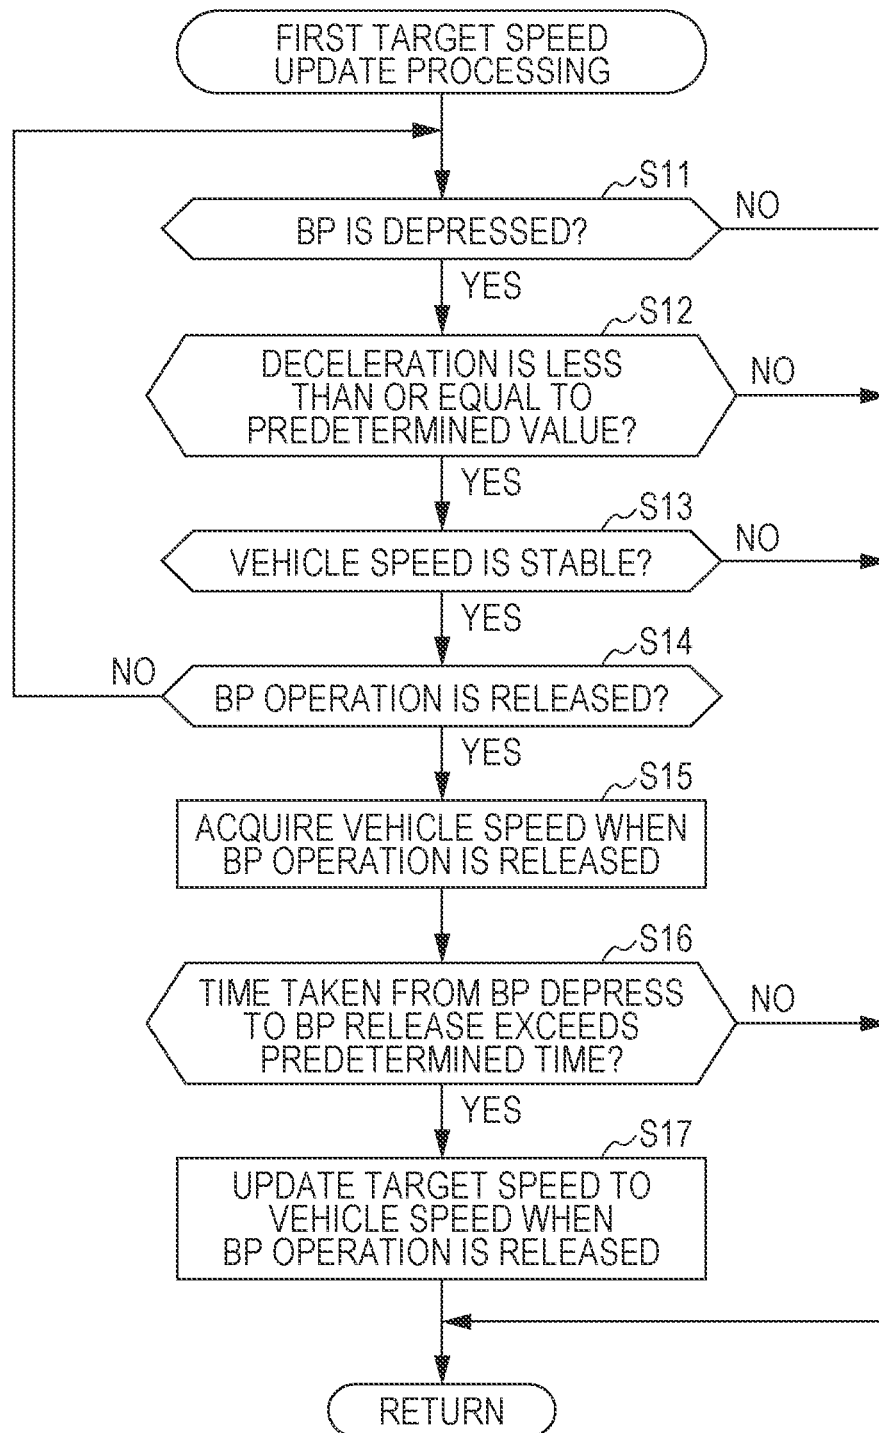 FIRST TARGET SPEED
UPDATE PROCESSING
S11
BP IS DEPRESSED?
NO
YES
S12
DECELERATION IS LESS
THAN OR EQUAL TO
PREDETERMINED VALUE?
NO
YES
S13
VEHICLE SPEED IS STABLE?
NO
YES
S14
BP OPERATION IS RELEASED?
NO
YES
S15
ACQUIRE VEHICLE SPEED WHEN
BP OPERATION IS RELEASED
S16
TIME TAKEN FROM BP DEPRESS
TO BP RELEASE EXCEEDS
PREDETERMINED TIME?
NO
YES
S17
UPDATE TARGET SPEED TO
VEHICLE SPEED WHEN
BP OPERATION IS RELEASED
RETURN